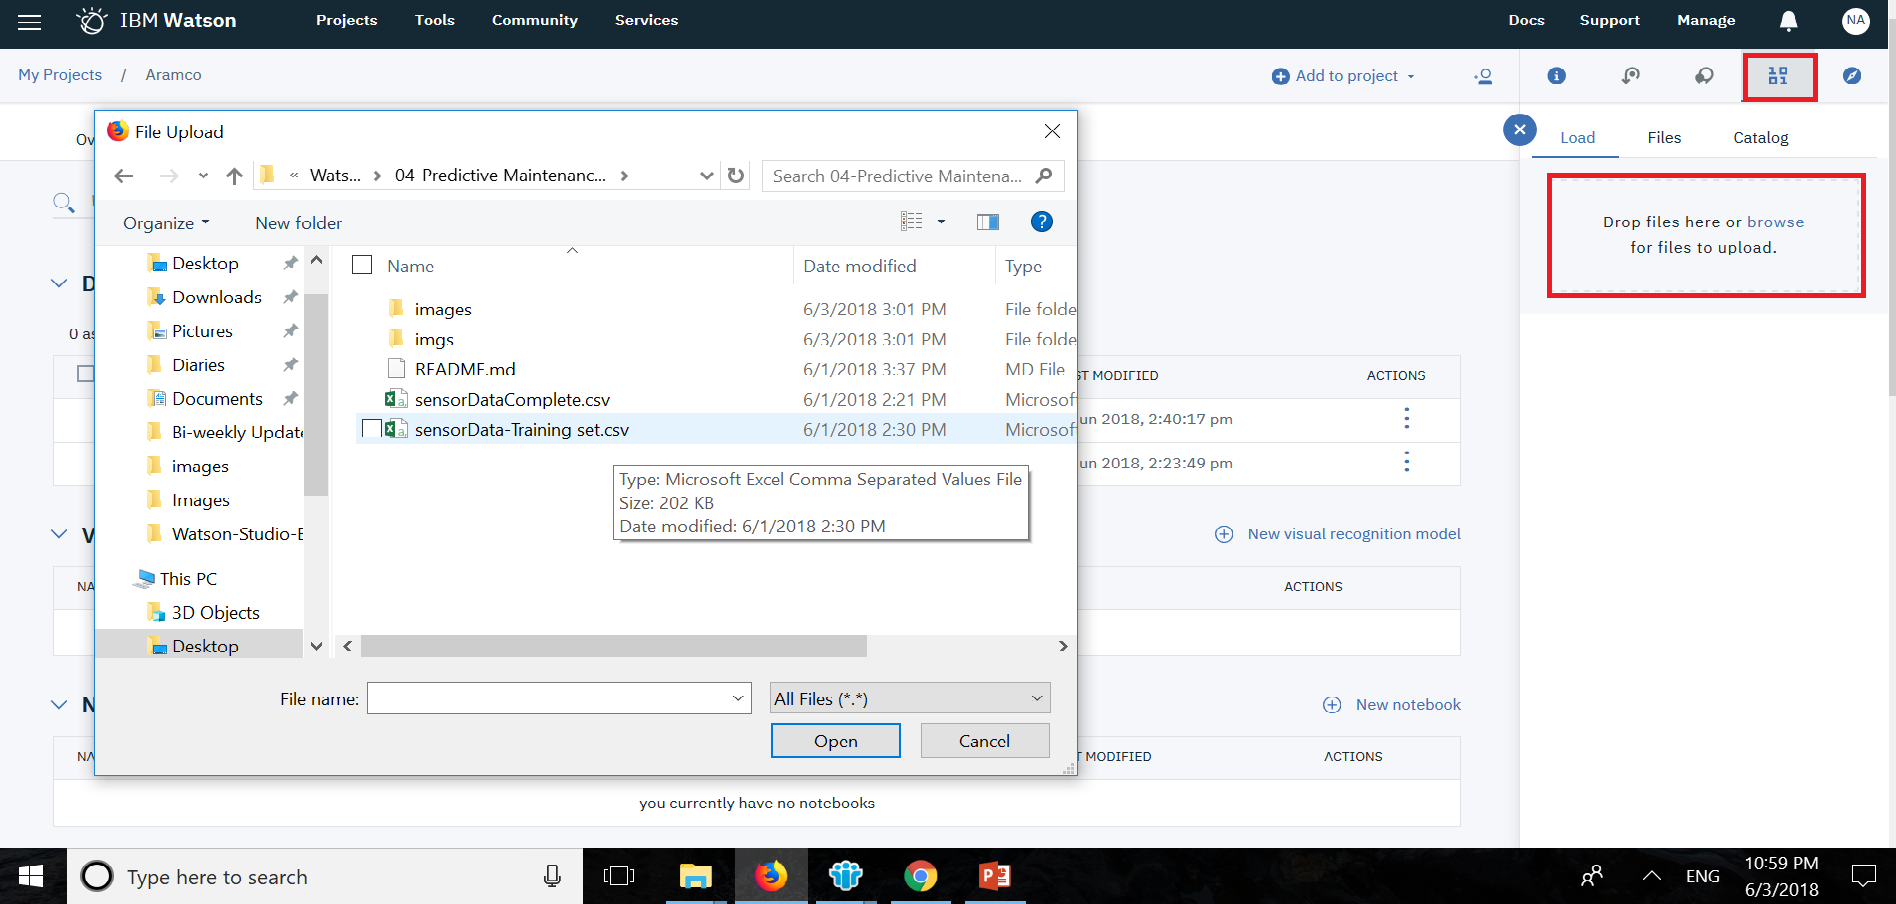 IBM Watson
Projects
Tools
Community
Services
Docs
Support
Manage
NA
My Projects / Aramco
Add to project
Load
Files
Catalog
Drop files here or browse
for files to upload.
Ov
File Upload
« Wats... > 04 Predictive Maintenanc... >
Search 04-Predictive Maintena...
Organize
New folder
?
Desktop
Downloads
Pictures
Diaries
Documents
Bi-weekly Update
images
Images
Watson-Studio-E
This PC
3D Objects
Desktop
Name
Date modified
Type
images 6/3/2018 3:01 PM File folde
imgs 6/3/2018 3:01 PM File folde
README.md 6/1/2018 3:37 PM MD File
sensorDataComplete.csv 6/1/2018 2:21 PM Microsof
sensorData-Training set.csv 6/1/2018 2:30 PM Microsof
Type: Microsoft Excel Comma Separated Values File
Size: 202 KB
Date modified: 6/1/2018 2:30 PM
File name:
All Files (*.*)
Open
Cancel
D
0 as
ST MODIFIED
ACTIONS
un 2018, 2:40:17 pm
un 2018, 2:23:49 pm
V
New visual recognition model
NA
ACTIONS
N
New notebook
NA
T MODIFIED
ACTIONS
you currently have no notebooks
Type here to search
ENG
10:59 PM
6/3/2018